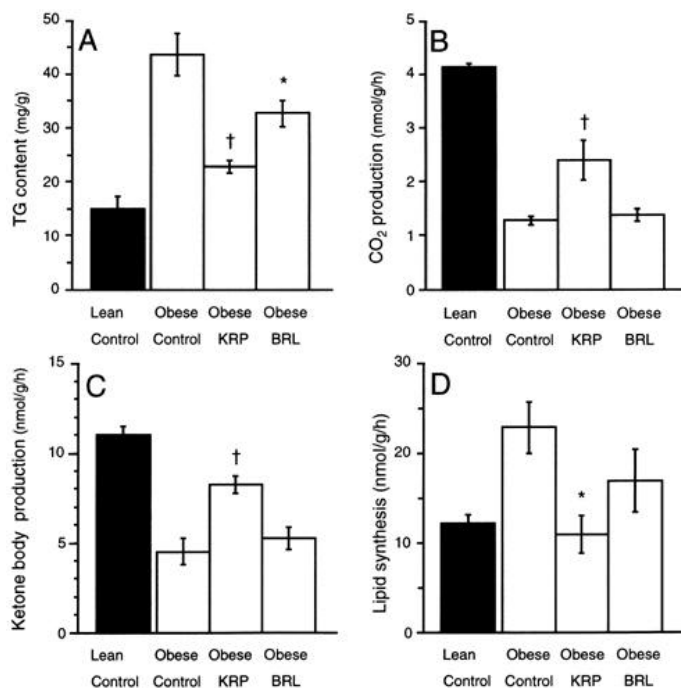 A
TG content (mg/g)
50
40
30
20
10
0
*
†
Lean Obese Obese Obese
Control Control KRP BRL
B
CO₂ production (nmol/g/h)
5
4
3
2
1
0
†
Lean Obese Obese Obese
Control Control KRP BRL
C
Ketone body production (nmol/g/h)
15
10
5
0
†
Lean Obese Obese Obese
Control Control KRP BRL
D
Lipid synthesis (nmol/g/h)
30
20
10
0
*
Lean Obese Obese Obese
Control Control KRP BRL